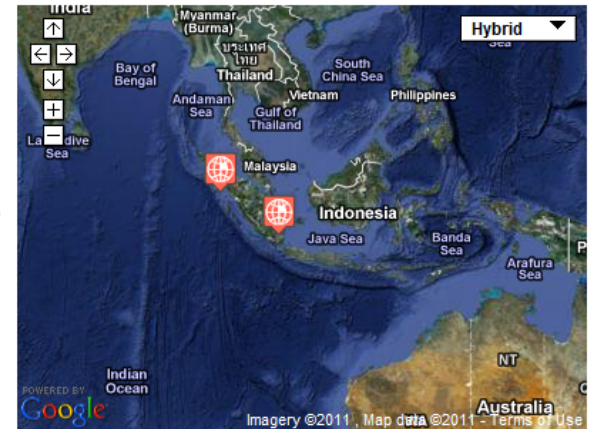 India
Myanmar
(Burma)
Hybrid
ประเทศ
ไทย
Thailand
Bay of
Bengal
South
China Sea
Sea
Vietnam
Philippines
Andaman
Sea
Gulf of
Thailand
Sea
Malaysia
Indonesia
Java Sea
Banda
Sea
P
Arafura
Sea
NT
Indian
Ocean
POWERED BY
Google
Australia
Imagery ©2011 , Map data ©2011 - Terms of Use